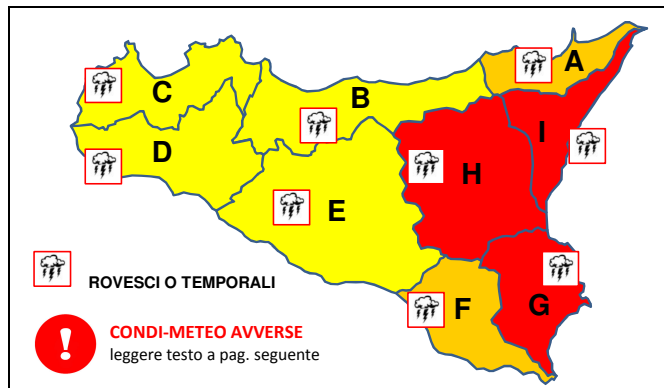 A
C
B
I
D
H
E
F
G
ROVESCI O TEMPORALI
!
CONDI-METEO AVVERSE
leggere testo a pag. seguente